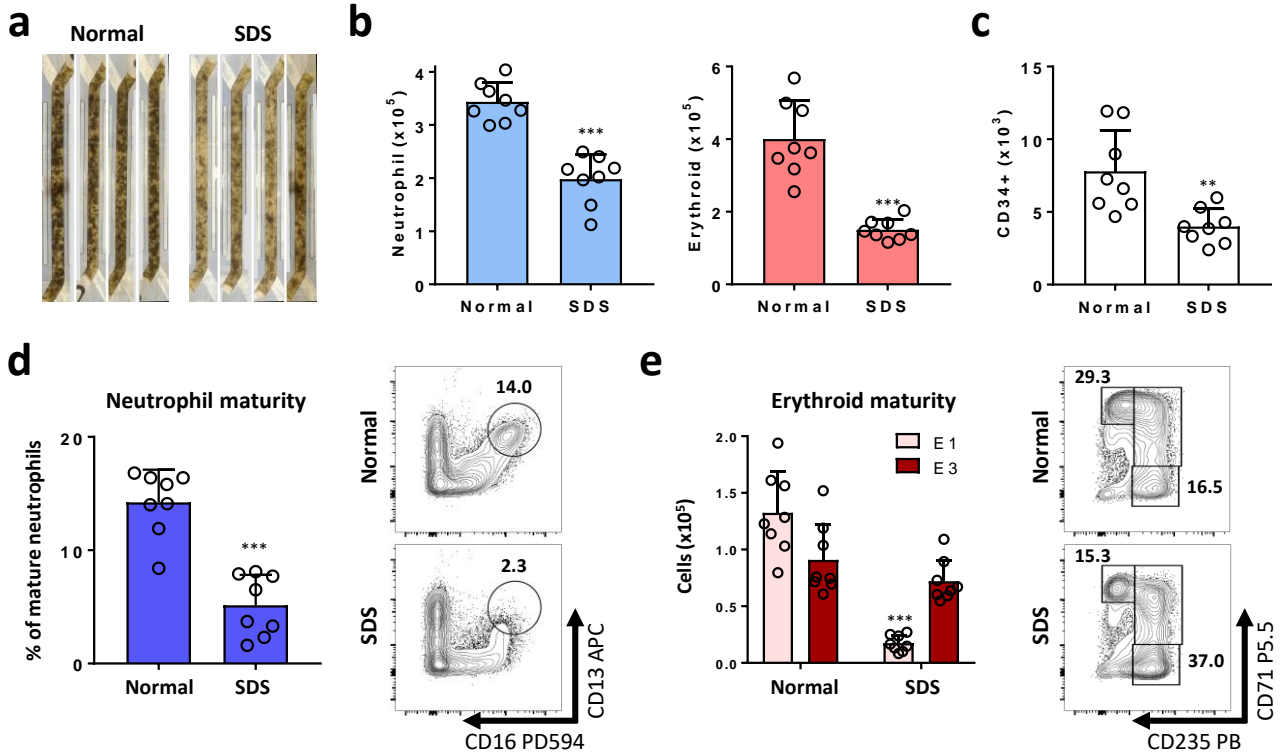 a
Normal
SDS
b
Neutrophil (x10⁵)
4
3
2
1
0
***
Normal
SDS
Erythroid (x10⁵)
6
4
2
0
***
Normal
SDS
c
CD34+ (x10³)
15
10
5
0
**
Normal
SDS
d
Neutrophil maturity
% of mature neutrophils
20
10
0
***
Normal
SDS
Normal
14.0
SDS
2.3
CD13 APC
CD16 PD594
e
Erythroid maturity
E1
E3
Cells (x10⁵)
2.0
1.5
1.0
0.5
0.0
***
Normal
SDS
Normal
29.3
16.5
SDS
15.3
37.0
CD71 P5.5
CD235 PB